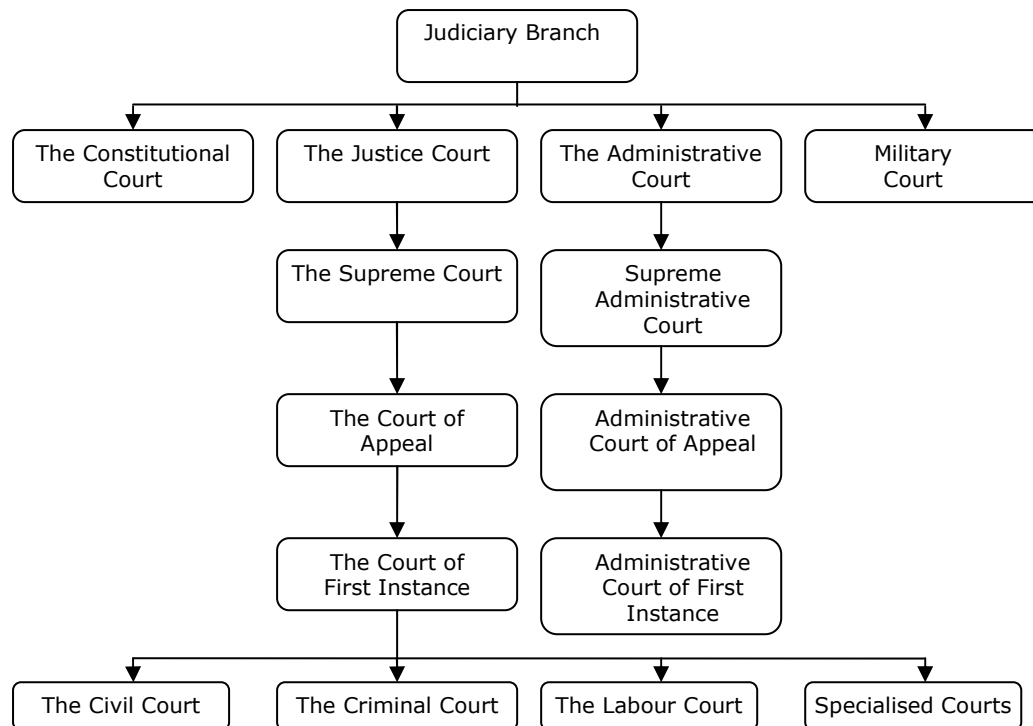 Judiciary Branch
The Constitutional
Court
The Justice Court
The Administrative
Court
Military
Court
The Supreme Court
Supreme
Administrative
Court
The Court of
Appeal
Administrative
Court of Appeal
The Court of
First Instance
Administrative
Court of First
Instance
The Civil Court
The Criminal Court
The Labour Court
Specialised Courts